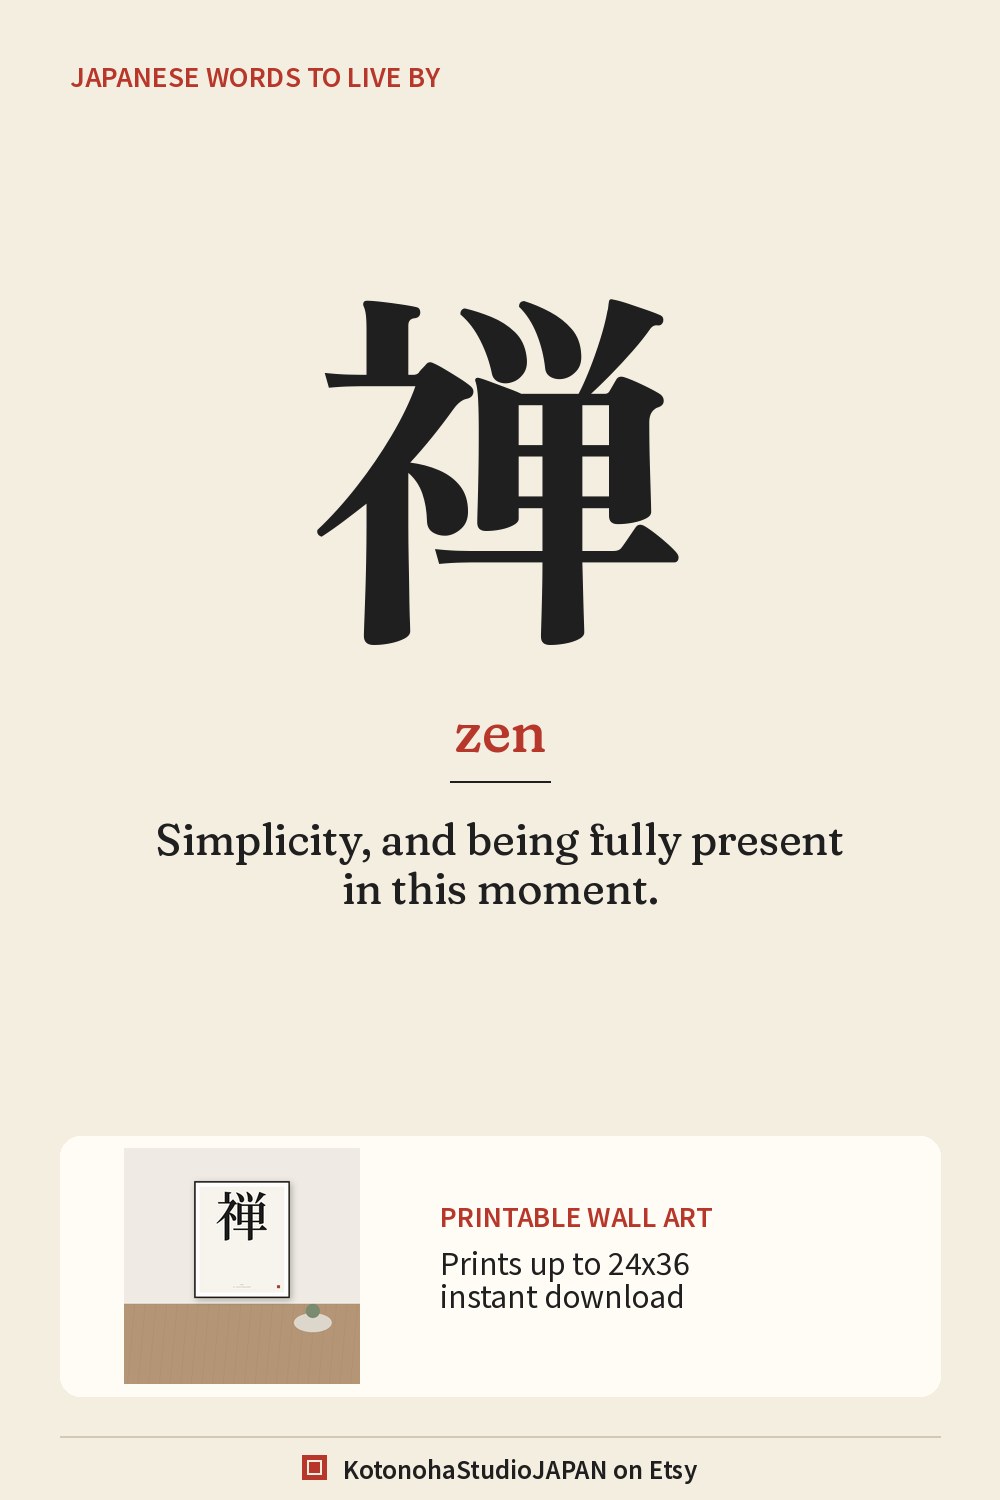 JAPANESE WORDS TO LIVE BY
禅
zen
Simplicity, and being fully present
in this moment.
禅
PRINTABLE WALL ART
Prints up to 24x36
instant download
KotonohaStudioJAPAN on Etsy